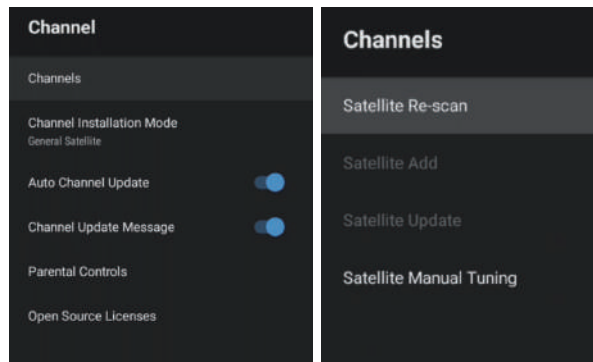 Channel
Channels
Channel Installation Mode
General Satellite
Auto Channel Update
Channel Update Message
Parental Controls
Open Source Licenses
Channels
Satellite Re-scan
Satellite Add
Satellite Update
Satellite Manual Tuning